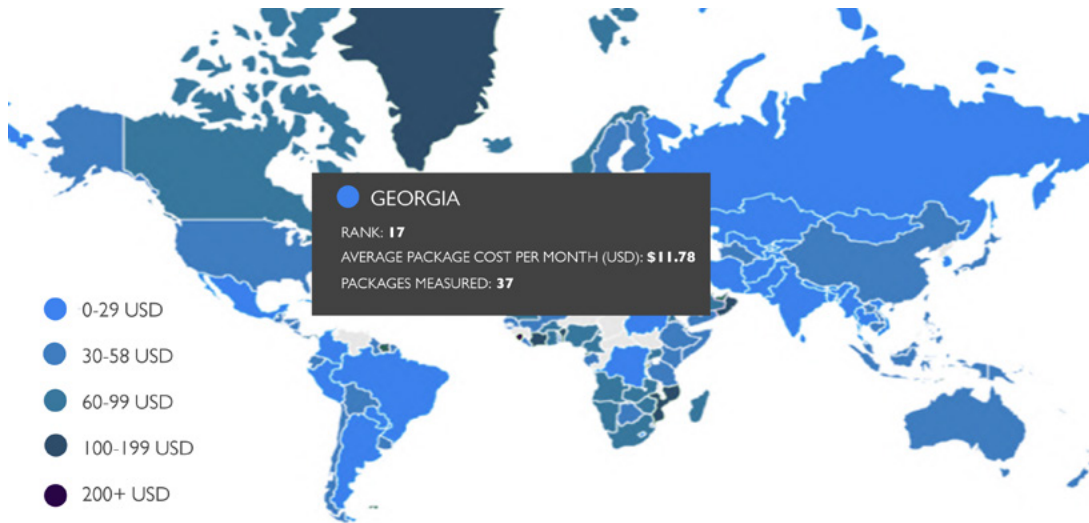 GEORGIA
RANK: 17
AVERAGE PACKAGE COST PER MONTH (USD): $11.78
PACKAGES MEASURED: 37
0-29 USD
30-58 USD
60-99 USD
100-199 USD
200+ USD